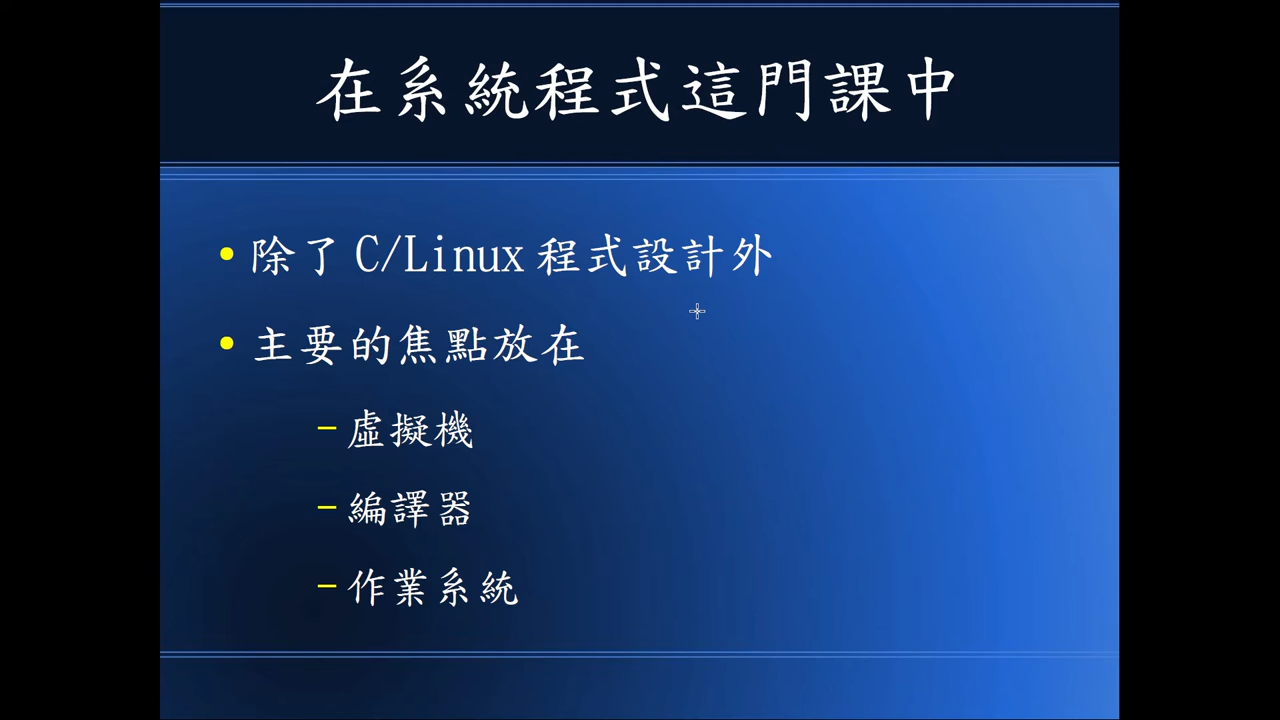 在系統程式這門課中
• 除了 C/Linux 程式設計外
• 主要的焦點放在
– 虛擬機
– 編譯器
– 作業系統